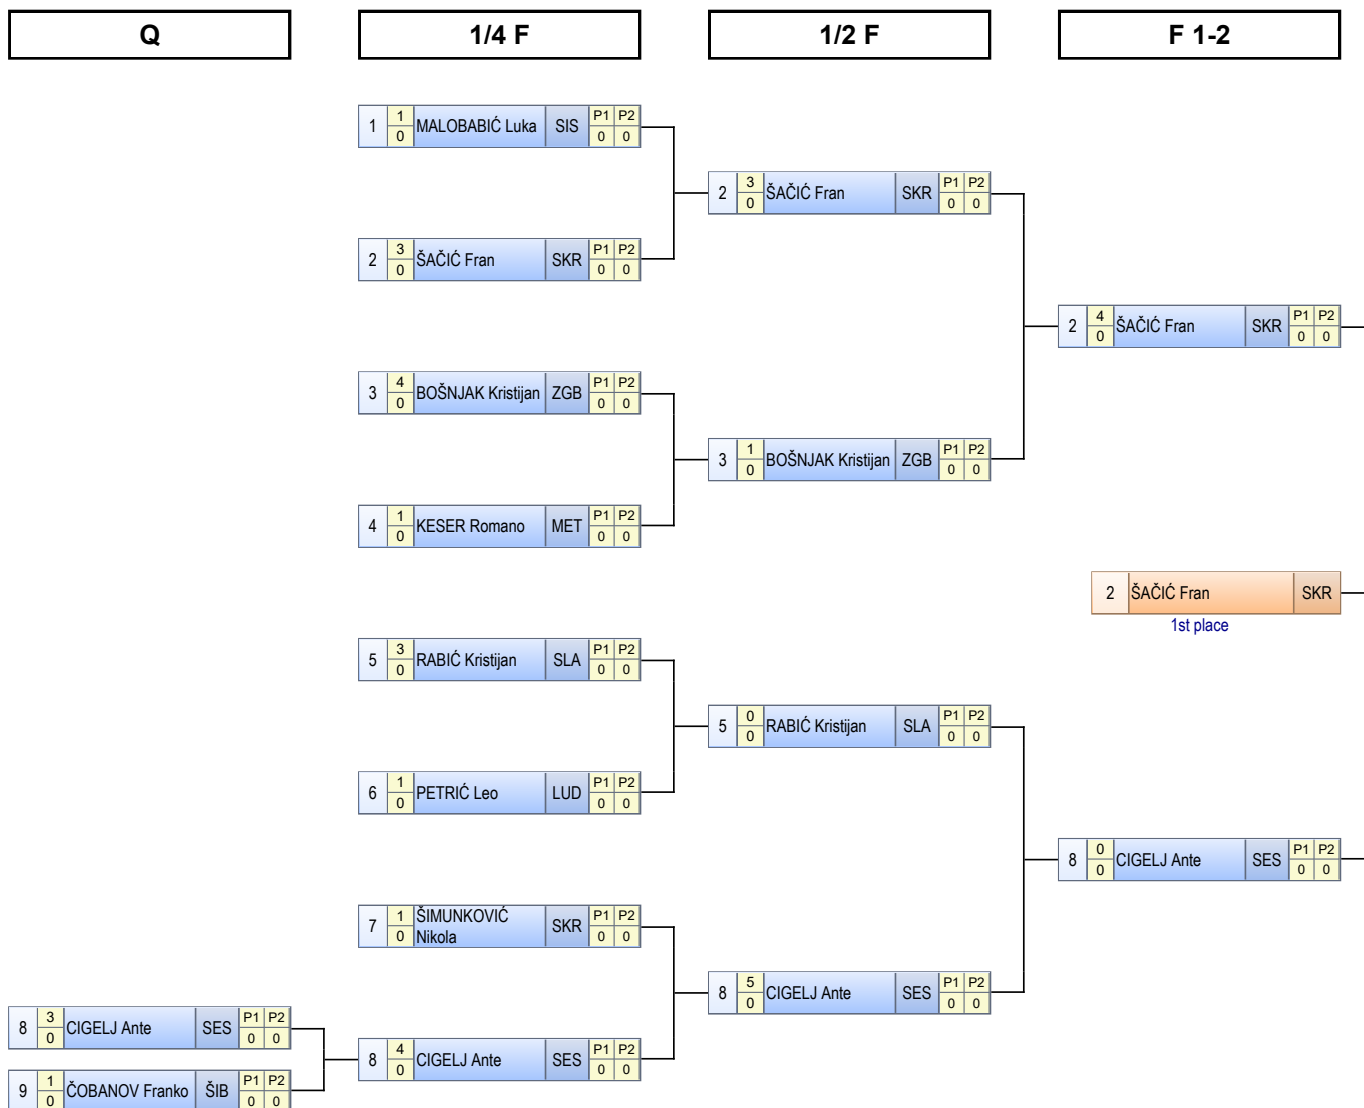 Q 1/4 F 1/2 F F 1-2
1 1 0 MALOBABIĆ Luka SIS P1 P2 0 0
2 3 0 ŠAČIĆ Fran SKR P1 P2 0 0
2 3 0 ŠAČIĆ Fran SKR P1 P2 0 0
2 4 0 ŠAČIĆ Fran SKR P1 P2 0 0
3 4 0 BOŠNJAK Kristijan ZGB P1 P2 0 0
3 1 0 BOŠNJAK Kristijan ZGB P1 P2 0 0
4 1 0 KESER Romano MET P1 P2 0 0
2 ŠAČIĆ Fran SKR
1st place
5 3 0 RABIĆ Kristijan SLA P1 P2 0 0
5 0 0 RABIĆ Kristijan SLA P1 P2 0 0
6 1 0 PETRIĆ Leo LUD P1 P2 0 0
8 0 0 CIGELJ Ante SES P1 P2 0 0
7 1 0 ŠIMUNKOVIĆ
Nikola SKR P1 P2 0 0
8 5 0 CIGELJ Ante SES P1 P2 0 0
8 3 0 CIGELJ Ante SES P1 P2 0 0
8 4 0 CIGELJ Ante SES P1 P2 0 0
9 1 0 ČOBANOV Franko ŠIB P1 P2 0 0